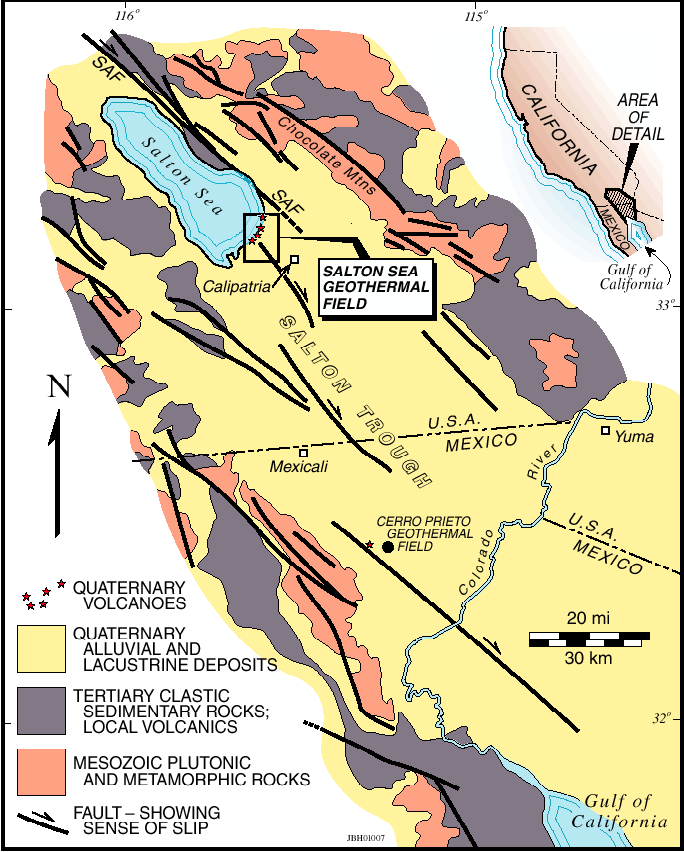 116°
115°
SAF
Salton Sea
Chocolate Mtns
SAF
CALIFORNIA
AREA
OF
DETAIL
MEXICO
Gulf of
California
Calipatria
SALTON SEA
GEOTHERMAL
FIELD
33°
SALTON TROUGH
N
U.S.A.
MEXICO
Yuma
Mexicali
River
Colorado
CERRO PRIETO
GEOTHERMAL
FIELD
U.S.A.
MEXICO
QUATERNARY
VOLCANOES
QUATERNARY
ALLUVIAL AND
LACUSTRINE DEPOSITS
TERTIARY CLASTIC
SEDIMENTARY ROCKS;
LOCAL VOLCANICS
MESOZOIC PLUTONIC
AND METAMORPHIC ROCKS
FAULT – SHOWING
SENSE OF SLIP
20 mi
30 km
32°
Gulf of
California
JBH01007